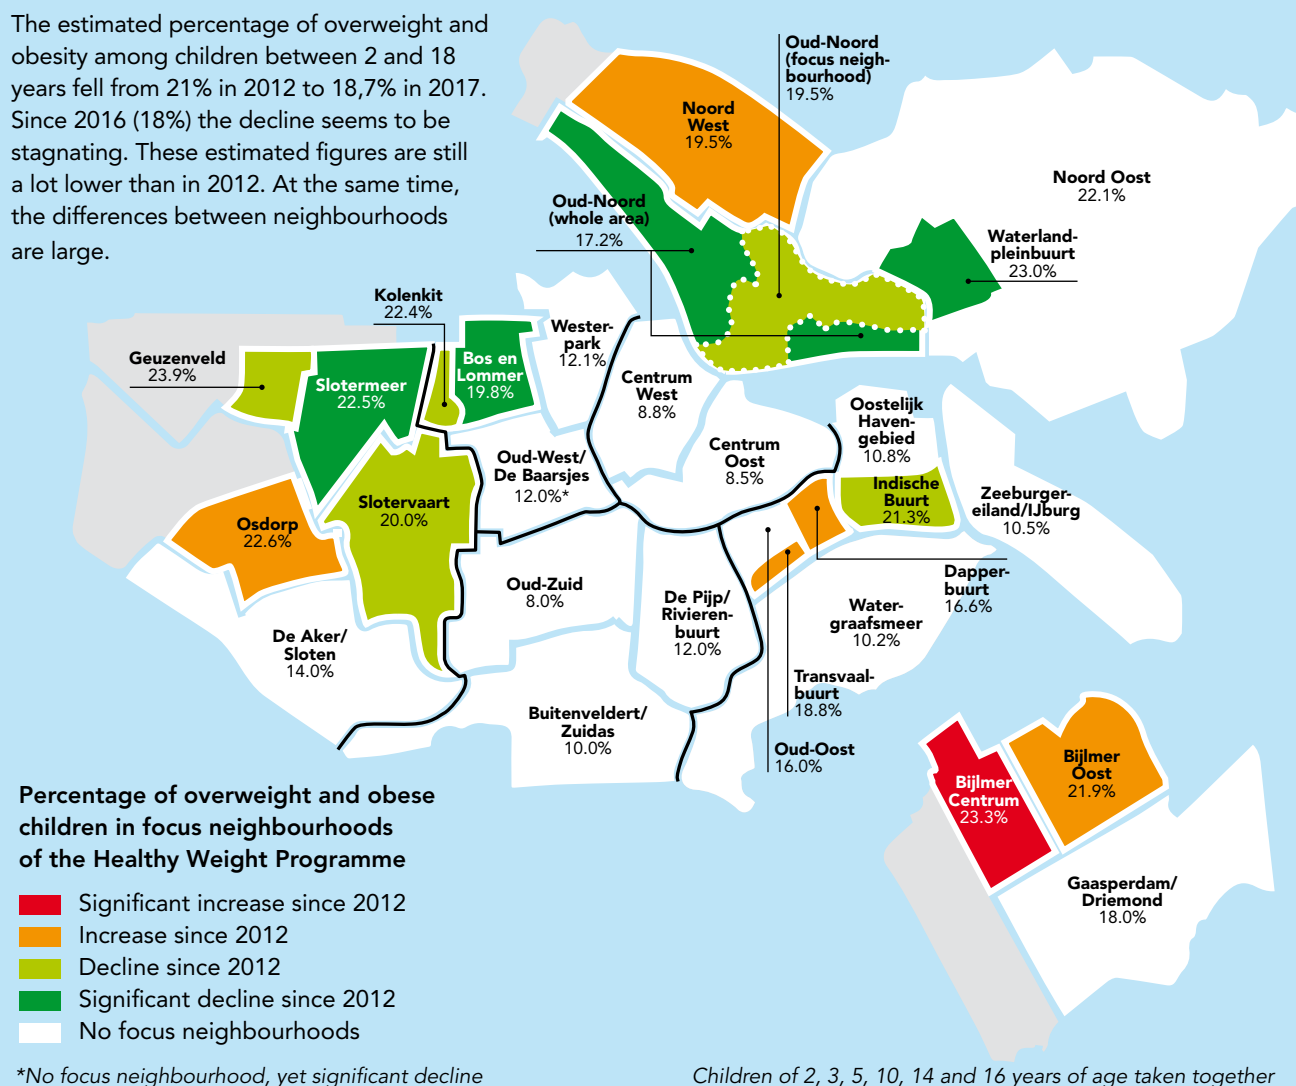 The estimated percentage of overweight and
obesity among children between 2 and 18
years fell from 21% in 2012 to 18,7% in 2017.
Since 2016 (18%) the decline seems to be
stagnating. These estimated figures are still
a lot lower than in 2012. At the same time,
the differences between neighbourhoods
are large.
Oud-Noord
(focus neigh-
bourhood)
19.5%
Noord
West
19.5%
Noord Oost
22.1%
Oud-Noord
(whole area)
17.2%
Waterland-
pleinbuurt
23.0%
Kolenkit
22.4%
Geuzenveld
23.9%
Slotermeer
22.5%
Bos en
Lommer
19.8%
Wester-
park
12.1%
Centrum
West
8.8%
Centrum
Oost
8.5%
Oostelijk
Haven-
gebied
10.8%
Oud-West/
De Baarsjes
12.0%*
Indische
Buurt
21.3%
Zeeburger-
eiland/IJburg
10.5%
Slotervaart
20.0%
Osdorp
22.6%
Oud-Zuid
8.0%
De Pijp/
Rivieren-
buurt
12.0%
Dapper-
buurt
16.6%
Water-
graafsmeer
10.2%
De Aker/
Sloten
14.0%
Transvaal-
buurt
18.8%
Buitenveldert/
Zuidas
10.0%
Oud-Oost
16.0%
Bijlmer
Oost
21.9%
Bijlmer
Centrum
23.3%
Gaasperdam/
Driemond
18.0%
Percentage of overweight and obese
children in focus neighbourhoods
of the Healthy Weight Programme
Significant increase since 2012
Increase since 2012
Decline since 2012
Significant decline since 2012
No focus neighbourhoods
*No focus neighbourhood, yet significant decline
Children of 2, 3, 5, 10, 14 and 16 years of age taken together